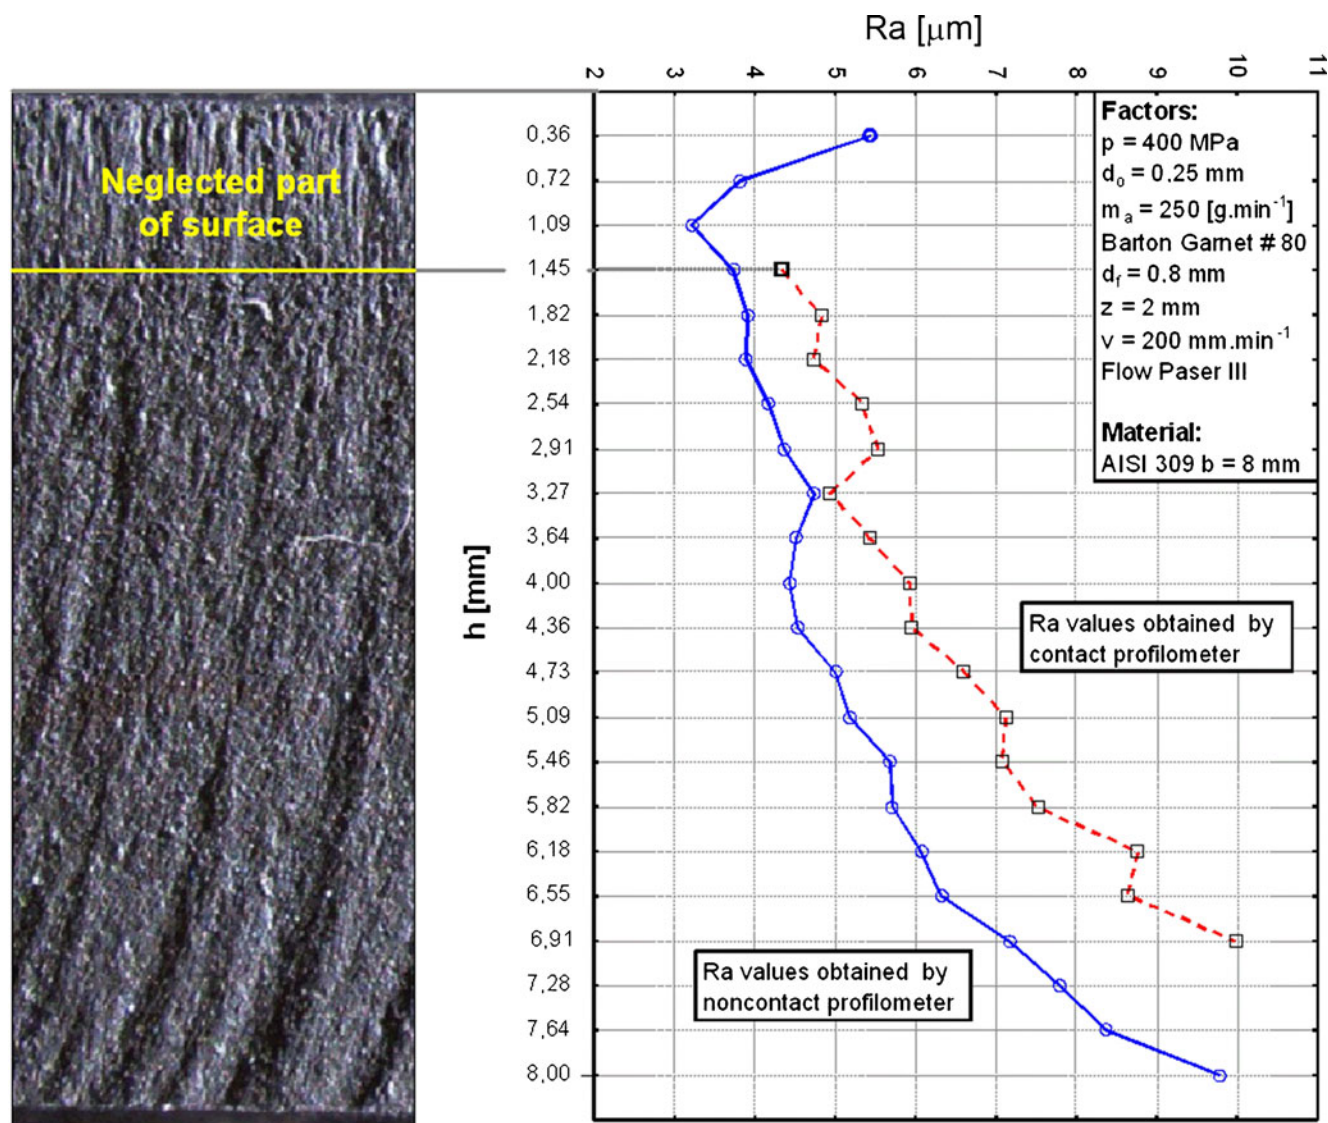 Ra [μm]
2 3 4 5 6 7 8 9 10 11
Neglected part
of surface
h [mm]
0,36
0,72
1,09
1,45
1,82
2,18
2,54
2,91
3,27
3,64
4,00
4,36
4,73
5,09
5,46
5,82
6,18
6,55
6,91
7,28
7,64
8,00
Factors:
p = 400 MPa
dₒ = 0.25 mm
mₐ = 250 [g.min⁻¹]
Barton Garnet # 80
d_f = 0.8 mm
z = 2 mm
v = 200 mm.min⁻¹
Flow Paser III
Material:
AISI 309 b = 8 mm
Ra values obtained by
contact profilometer
Ra values obtained by
noncontact profilometer